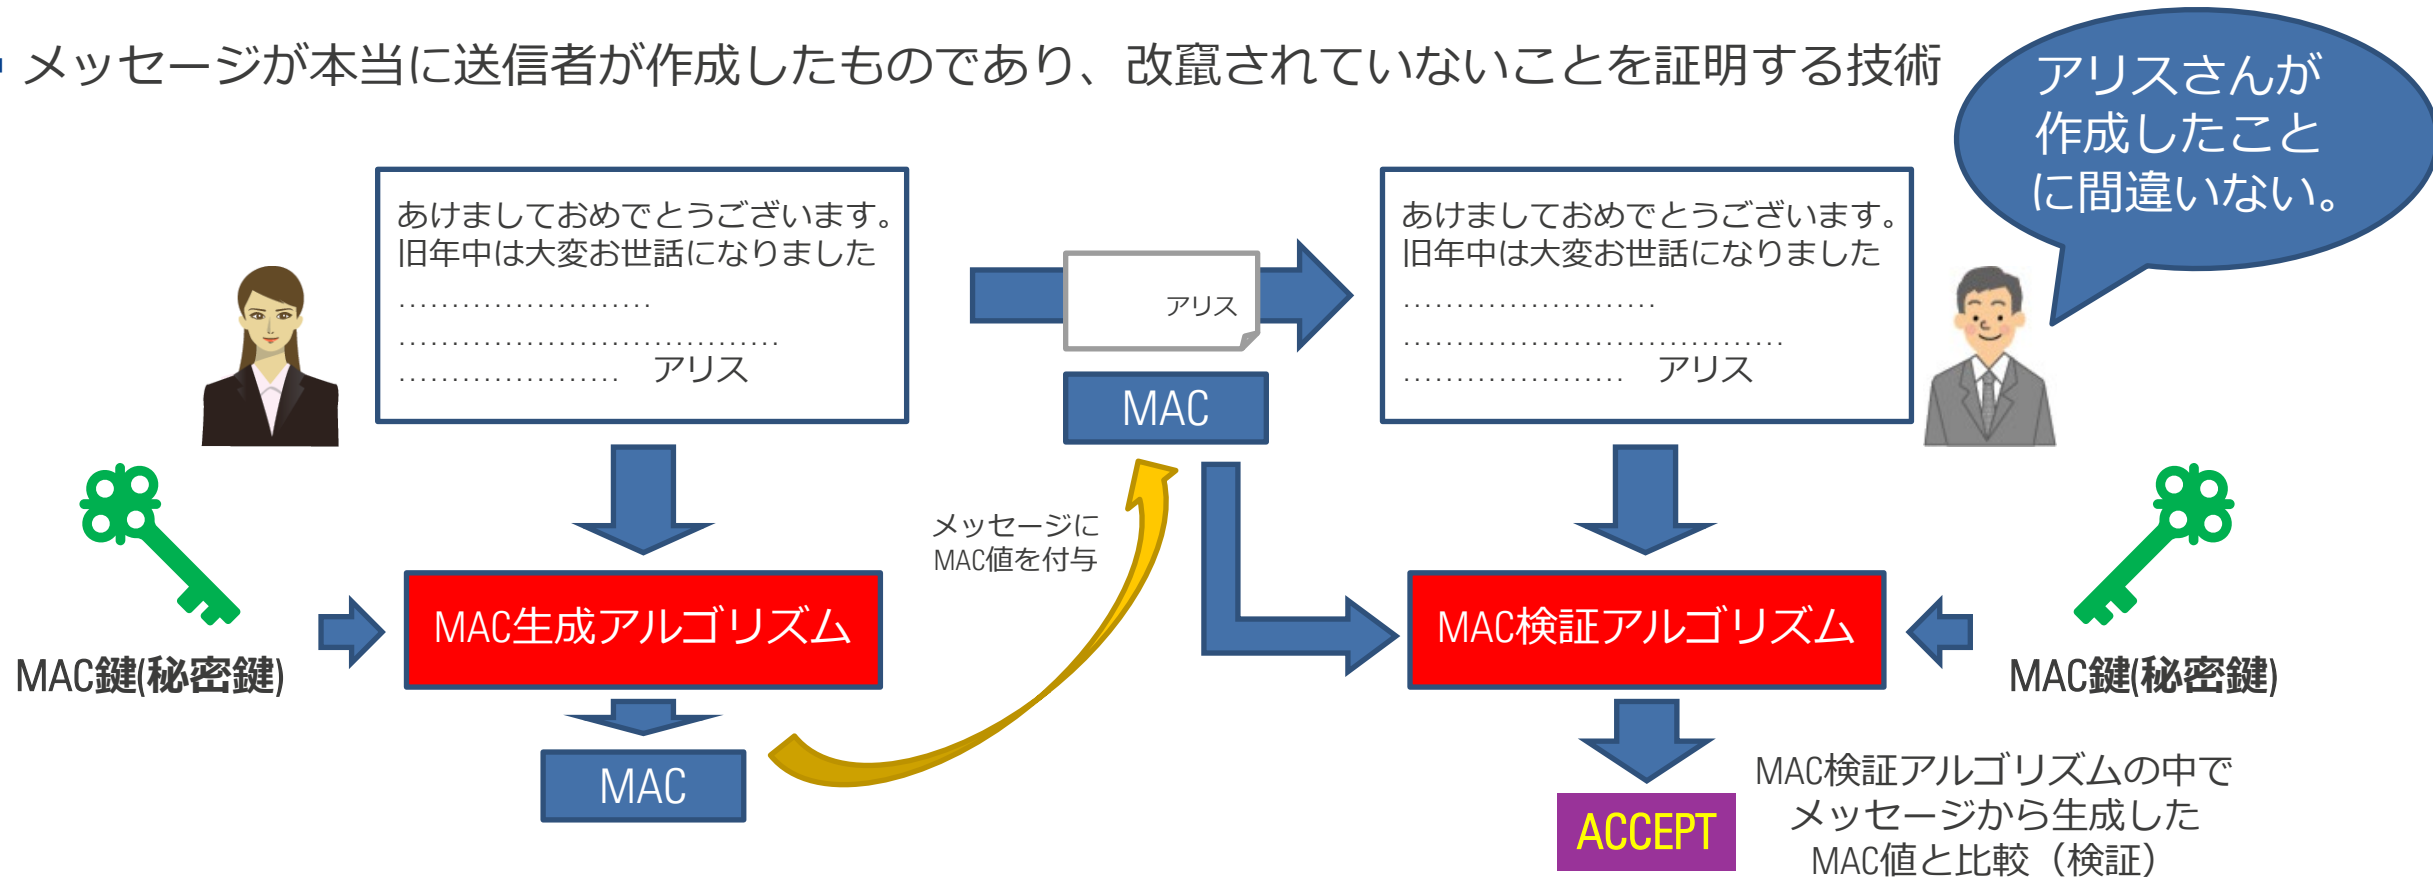 メッセージが本当に送信者が作成したものであり、改竄されていないことを証明する技術
アリスさんが
作成したこと
に間違いない。
あけましておめでとうございます。
旧年中は大変お世話になりました
........................
....................................
..................... アリス
アリス
MAC
あけましておめでとうございます。
旧年中は大変お世話になりました
........................
....................................
..................... アリス
メッセージに
MAC値を付与
MAC鍵(秘密鍵)
MAC生成アルゴリズム
MAC
MAC検証アルゴリズム
MAC鍵(秘密鍵)
ACCEPT
MAC検証アルゴリズムの中で
メッセージから生成した
MAC値と比較（検証）